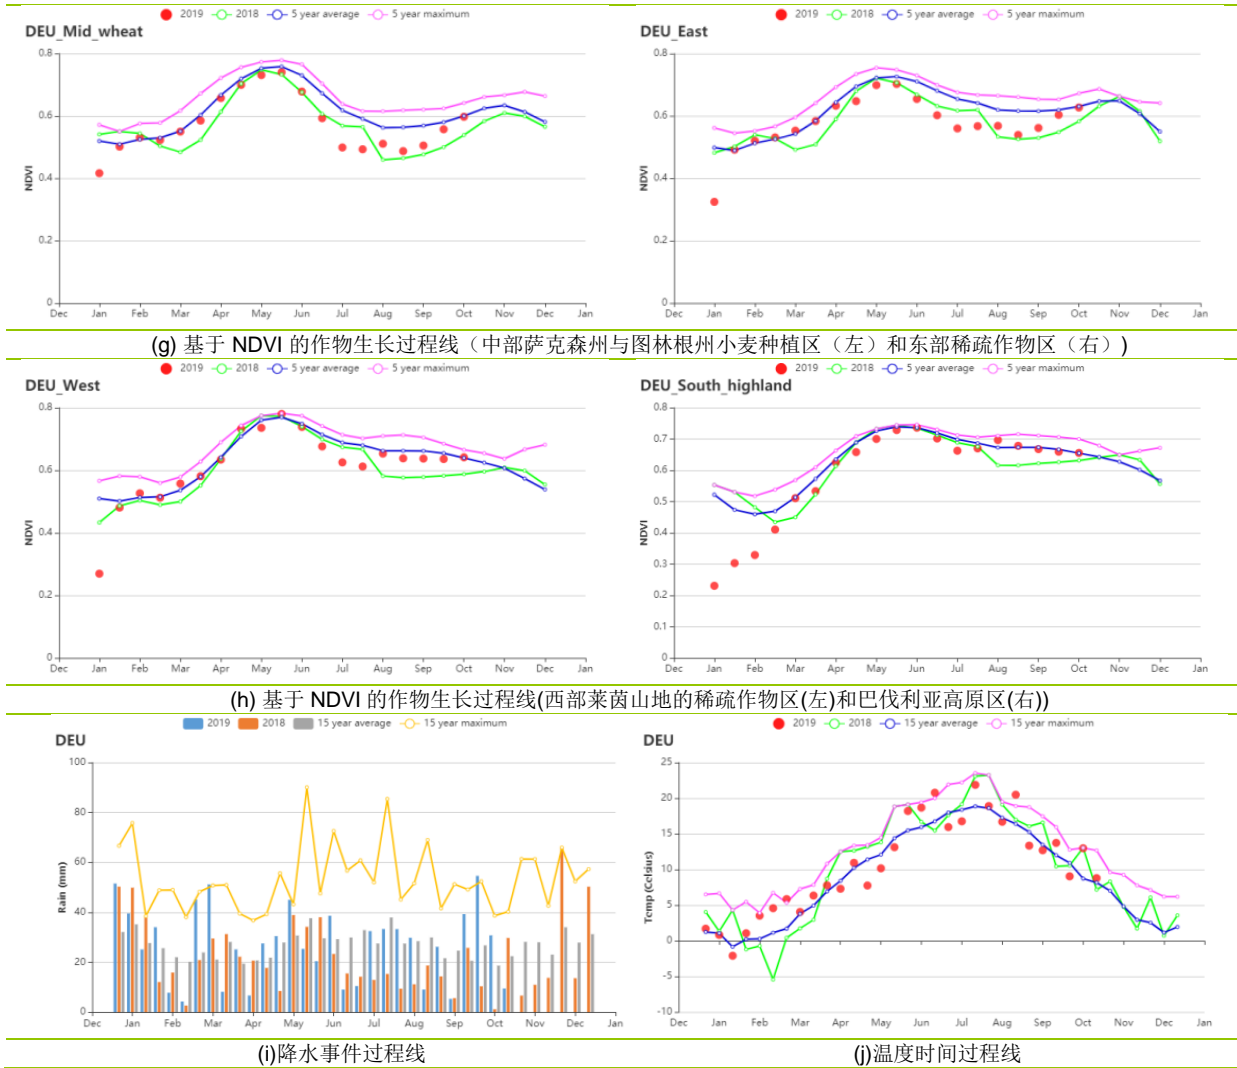 2019 2018 5 year average 5 year maximum
DEU_Mid_wheat
0.8
0.6
0.4
0.2
0
NDVI
Dec Jan Feb Mar Apr May Jun Jul Aug Sep Oct Nov Dec Jan
2019 2018 5 year average 5 year maximum
DEU_East
0.8
0.6
0.4
0.2
0
NDVI
Dec Jan Feb Mar Apr May Jun Jul Aug Sep Oct Nov Dec Jan
(g) 基于 NDVI 的作物生长过程线（中部萨克森州与图林根州小麦种植区（左）和东部稀疏作物区（右）)
2019 2018 5 year average 5 year maximum
DEU_West
0.8
0.6
0.4
0.2
0
NDVI
Dec Jan Feb Mar Apr May Jun Jul Aug Sep Oct Nov Dec Jan
2019 2018 5 year average 5 year maximum
DEU_South_highland
0.8
0.7
0.6
0.5
0.4
0.3
0.2
0.1
0
NDVI
Dec Jan Feb Mar Apr May Jun Jul Aug Sep Oct Nov Dec Jan
(h) 基于 NDVI 的作物生长过程线(西部莱茵山地的稀疏作物区(左)和巴伐利亚高原区(右))
2019 2018 15 year average 15 year maximum
DEU
100
80
60
40
20
0
Rain (mm)
Dec Jan Feb Mar Apr May Jun Jul Aug Sep Oct Nov Dec Jan
2019 2018 15 year average 15 year maximum
DEU
25
20
15
10
5
0
-5
-10
Temp (Celsius)
Dec Jan Feb Mar Apr May Jun Jul Aug Sep Oct Nov Dec Jan
(i)降水事件过程线
(j)温度时间过程线